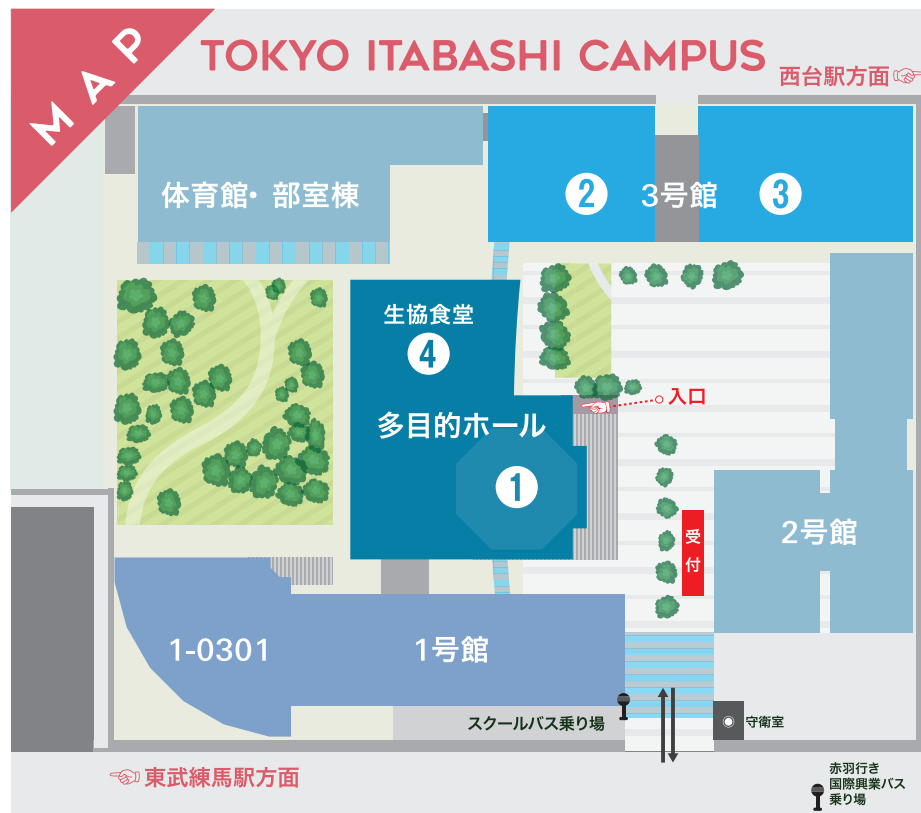 MAP
TOKYO ITABASHI CAMPUS
西台駅方面
体育館・部室棟
2
3号館
3
生協食堂
4
入口
多目的ホール
1
受付
2号館
1-0301
1号館
スクールバス乗り場
守衛室
東武練馬駅方面
赤羽行き
国際興業バス
乗り場